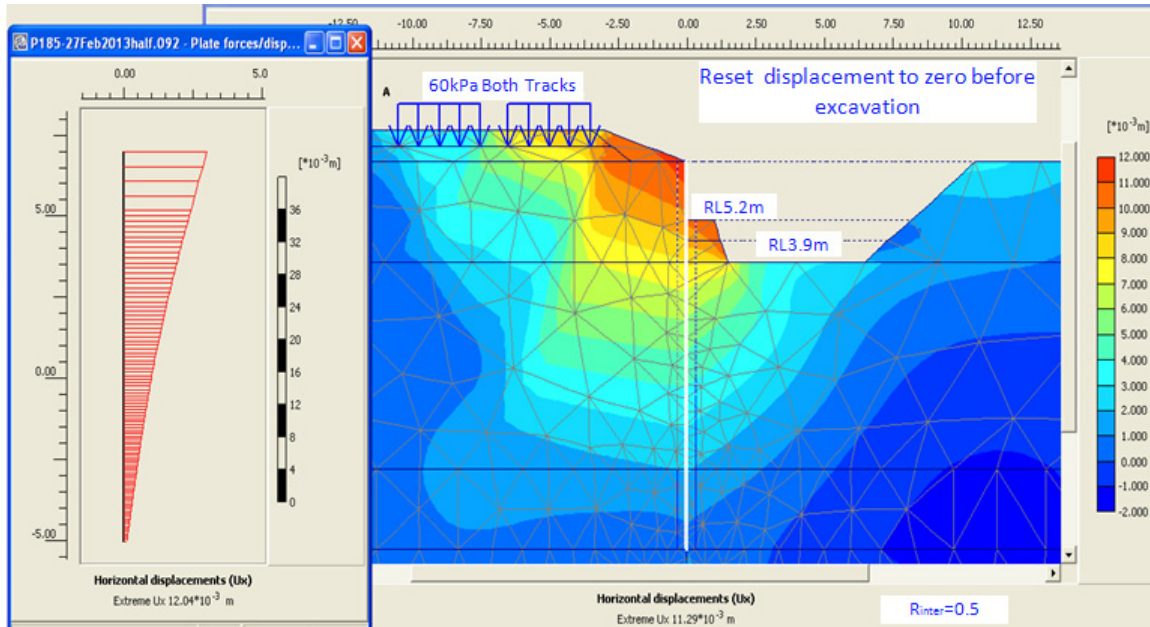 -12.50 -10.00 -7.50 -5.00 -2.50 0.00 2.50 5.00 7.50 10.00 12.50
P185-27Feb2013half.092 - Plate forces/disp...
0.00 5.0
A
60kPa Both Tracks
Reset displacement to zero before
excavation
[*10⁻³m]
[*10⁻³m]
12.000
11.000
10.000
9.000
8.000
7.000
6.000
5.000
4.000
3.000
2.000
1.000
0.000
-1.000
-2.000
36
32
28
24
20
16
12
8
4
0
5.00
0.00
-5.00
RL5.2m
RL3.9m
Horizontal displacements (Ux)
Extreme Ux 12.04*10⁻³ m
Horizontal displacements (Ux)
Extreme Ux 11.29*10⁻³ m
Rinter=0.5